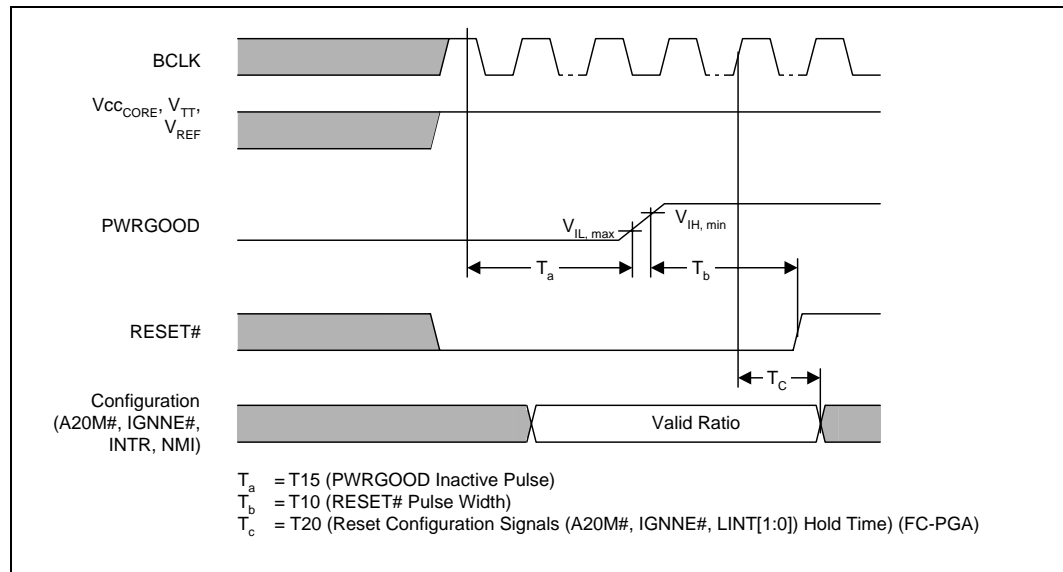 BCLK
VccCORE, VTT,
VREF
PWRGOOD
VIL, max
VIH, min
Ta
Tb
RESET#
TC
Configuration
(A20M#, IGNNE#,
INTR, NMI)
Valid Ratio
Ta = T15 (PWRGOOD Inactive Pulse)
Tb = T10 (RESET# Pulse Width)
Tc = T20 (Reset Configuration Signals (A20M#, IGNNE#, LINT[1:0]) Hold Time) (FC-PGA)